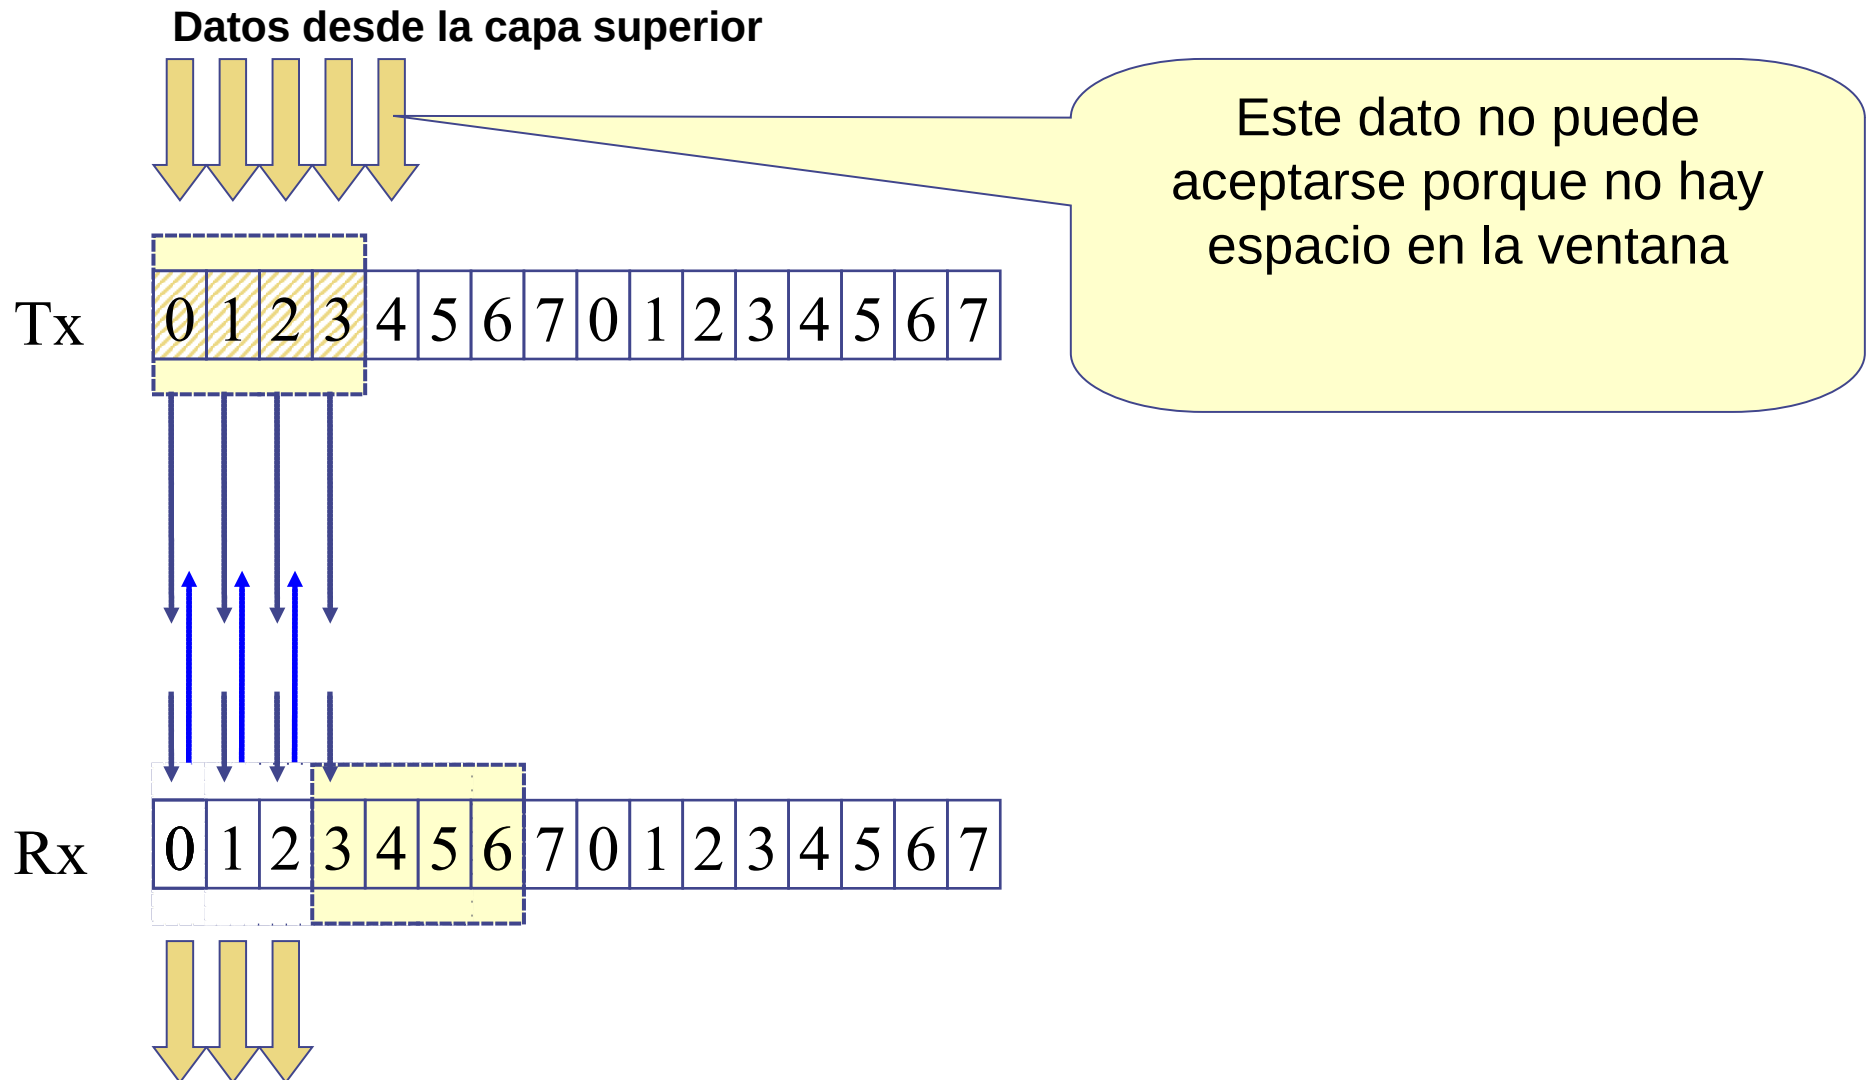 Datos desde la capa superior
Este dato no puede
aceptarse porque no hay
espacio en la ventana
Tx 0 1 2 3 4 5 6 7 0 1 2 3 4 5 6 7
Rx 0 1 2 3 4 5 6 7 0 1 2 3 4 5 6 7